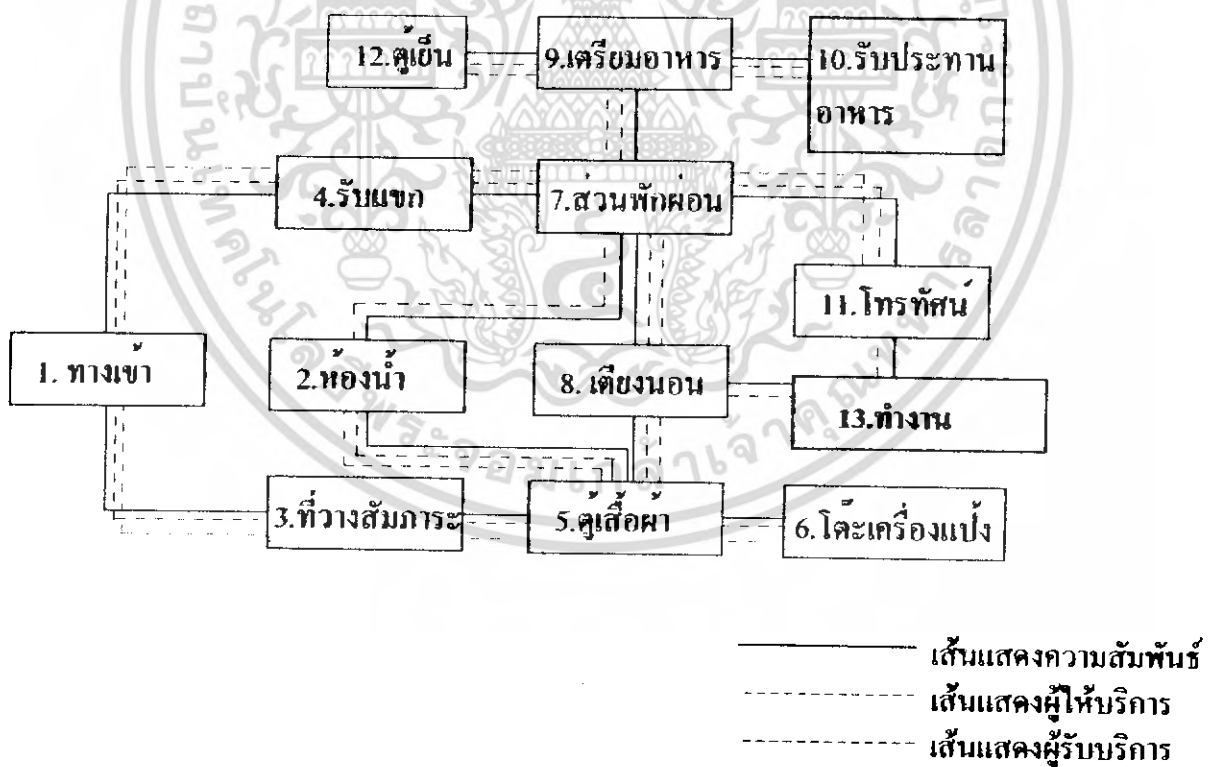 12.ตู้เย็น
9.เตรียมอาหาร
10.รับประทาน
อาหาร
4.รับแขก
7.ส่วนพักผ่อน
11.โทรทัศน์
1. ทางเข้า
2.ห้องน้ำ
8. เตียงนอน
13.ทำงาน
3.ที่วางสัมภาระ
5.ตู้เสื้อผ้า
6.โต๊ะเครื่องแป้ง
เส้นแสดงความสัมพันธ์
เส้นแสดงผู้ให้บริการ
เส้นแสดงผู้รับบริการ